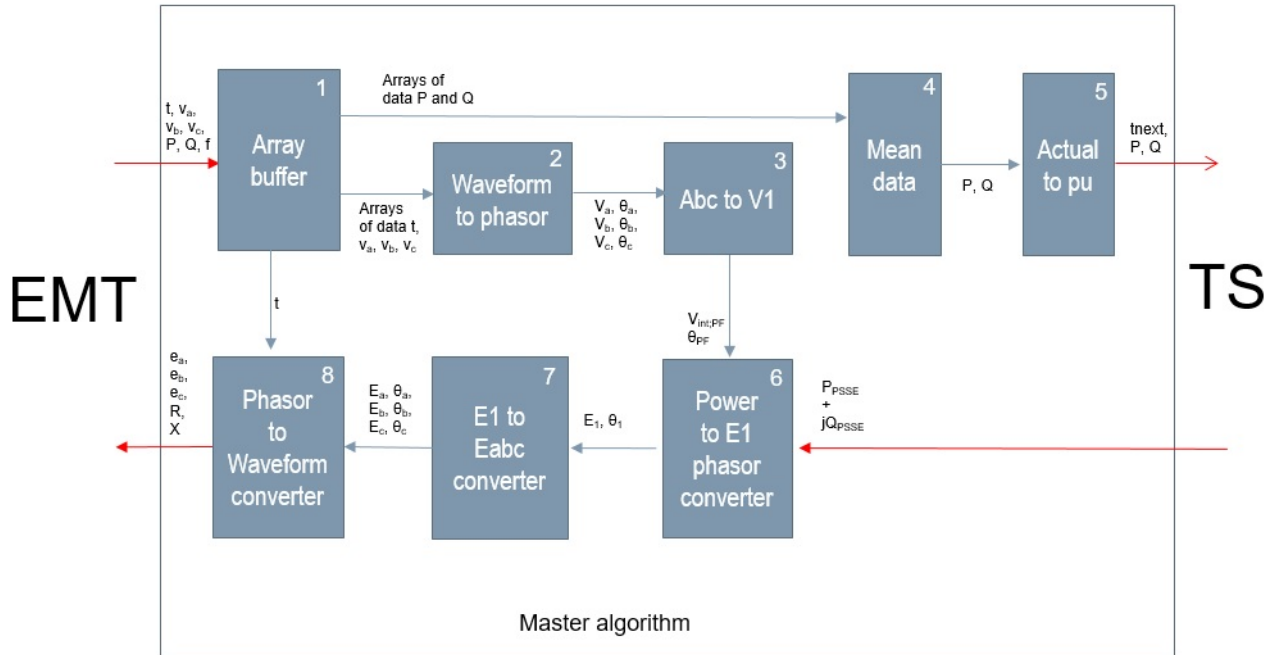 EMT
t, va,
vb, vc,
P, Q, f
1
Array
buffer
Arrays of
data P and Q
Arrays
of data t,
va, vb, vc
2
Waveform
to phasor
Va, θa,
Vb, θb,
Vc, θc
3
Abc to V1
4
Mean
data
P, Q
5
Actual
to pu
tnext,
P, Q
TS
t
Vint;PF
θPF
ea,
eb,
ec,
R,
X
8
Phasor
to
Waveform
converter
Ea, θa,
Eb, θb,
Ec, θc
7
E1 to
Eabc
converter
E1, θ1
6
Power
to E1
phasor
converter
PPSSE
+
jQPSSE
Master algorithm